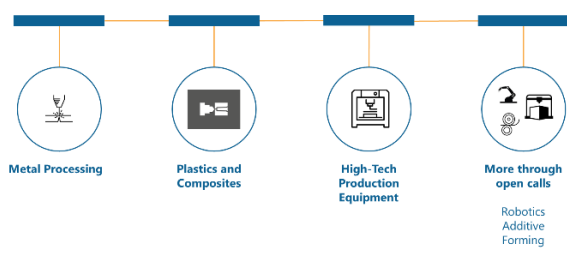 Metal Processing
Plastics and
Composites
High-Tech
Production
Equipment
More through
open calls
Robotics
Additive
Forming